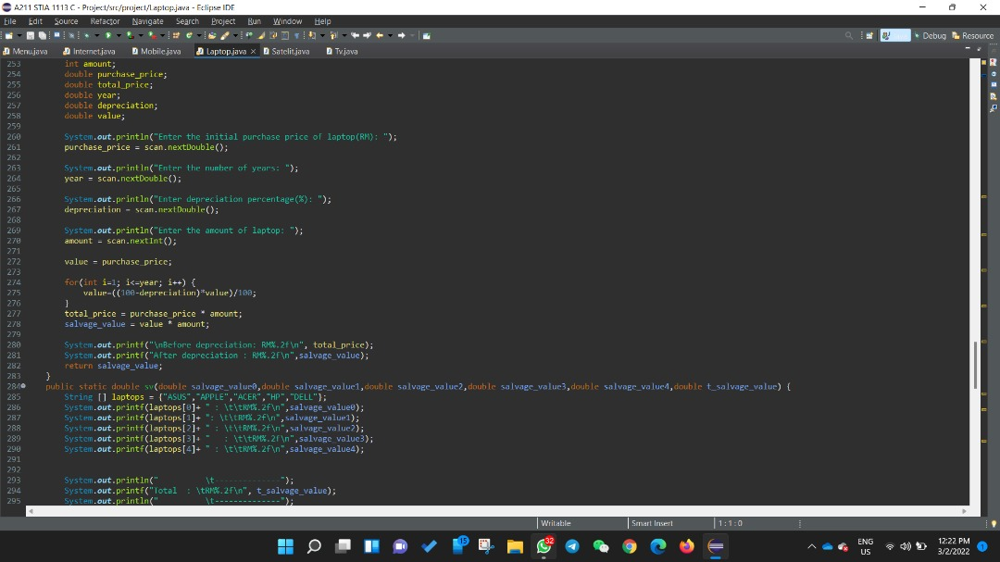 A211 STIA 1113 C - Project/src/project/Laptop.java - Eclipse IDE
File Edit Source Refactor Navigate Search Project Run Window Help
Debug Resource
Menu.java Internet.java Mobile.java Laptop.java × Satelit.java Tv.java
253 int amount;
254 double purchase_price;
255 double total_price;
256 double year;
257 double depreciation;
258 double value;
259
260 System.out.println("Enter the initial purchase price of laptop(RM): ");
261 purchase_price = scan.nextDouble();
262
263 System.out.println("Enter the number of years: ");
264 year = scan.nextDouble();
265
266 System.out.println("Enter depreciation percentage(%): ");
267 depreciation = scan.nextDouble();
268
269 System.out.println("Enter the amount of laptop: ");
270 amount = scan.nextInt();
271
272 value = purchase_price;
273
274 for(int i=1; i<=year; i++) {
275 value=((100-depreciation)*value)/100;
276 }
277 total_price = purchase_price * amount;
278 salvage_value = value * amount;
279
280 System.out.printf("\nBefore depreciation: RM%.2f\n", total_price);
281 System.out.printf("After depreciation : RM%.2f\n",salvage_value);
282 return salvage_value;
283 }
284 public static double sv(double salvage_value0,double salvage_value1,double salvage_value2,double salvage_value3,double salvage_value4,double t_salvage_value) {
285 String [] laptops = {"ASUS","APPLE","ACER","HP","DELL"};
286 System.out.printf(laptops[0]+ " : \t\tRM%.2f\n",salvage_value0);
287 System.out.printf(laptops[1]+ ": \t\tRM%.2f\n",salvage_value1);
288 System.out.printf(laptops[2]+ " : \t\tRM%.2f\n",salvage_value2);
289 System.out.printf(laptops[3]+ "   : \t\tRM%.2f\n",salvage_value3);
290 System.out.printf(laptops[4]+ " : \t\tRM%.2f\n",salvage_value4);
291
292
293 System.out.println("          \t--------------");
294 System.out.printf("Total  : \tRM%.2f\n", t_salvage_value);
295 System.out.println("          \t--------------");
Writable Smart Insert 1 : 1 : 0
15 32 ENG US 12:22 PM 3/2/2022 1